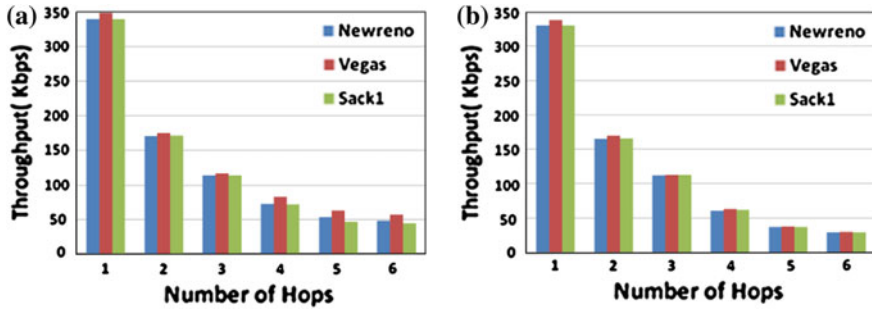 (a)
Throughput( Kbps)
350
300
250
200
150
100
50
0
Newreno
Vegas
Sack1
1 2 3 4 5 6
Number of Hops
(b)
Throughput( Kbps)
350
300
250
200
150
100
50
0
Newreno
Vegas
Sack1
1 2 3 4 5 6
Number of Hops